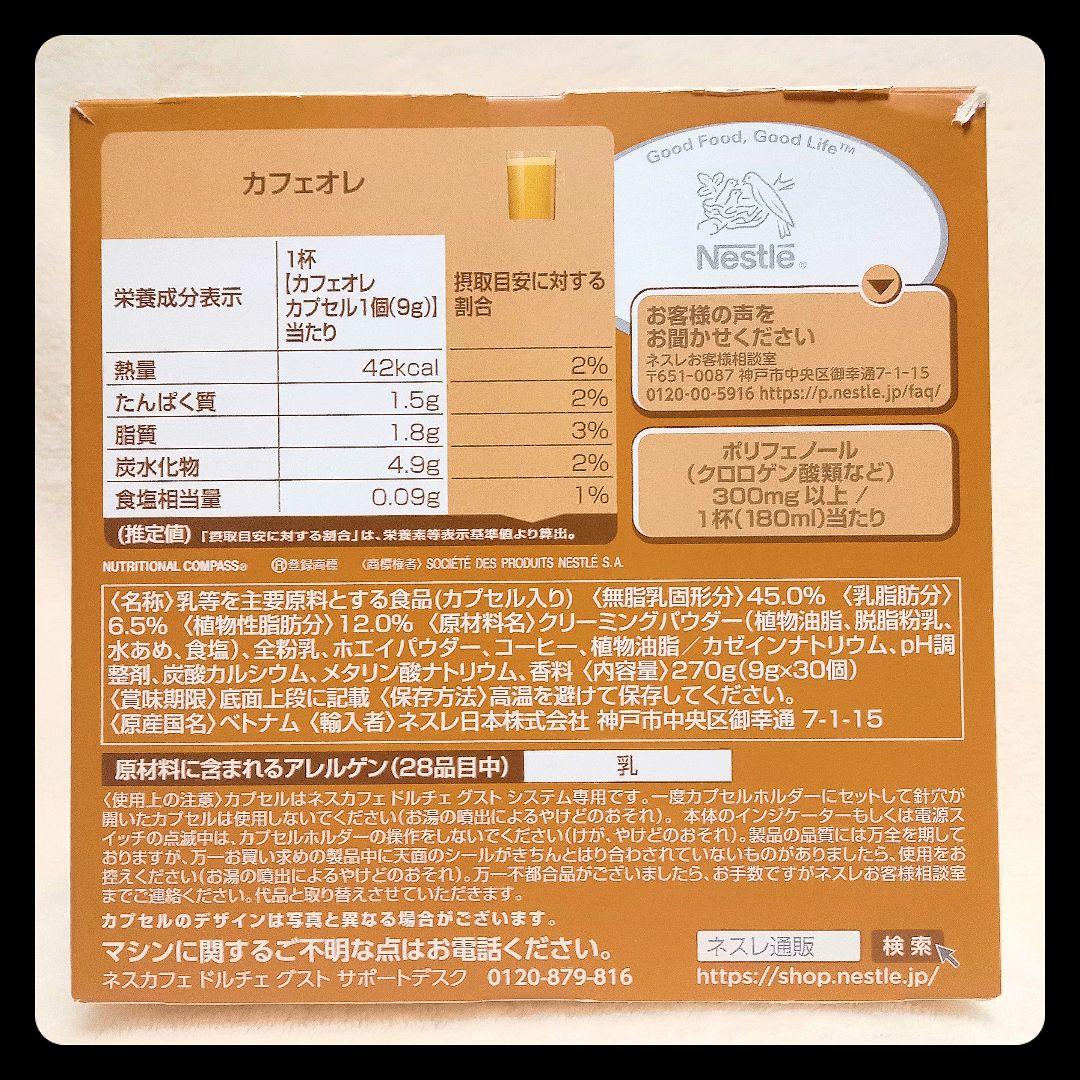 カフェオレ
栄養成分表示
1杯
【カフェオレ
カプセル1個(9g)】
当たり
摂取目安に対する
割合
熱量 42kcal 2%
たんぱく質 1.5g 2%
脂質 1.8g 3%
炭水化物 4.9g 2%
食塩相当量 0.09g 1%
(推定値)「摂取目安に対する割合」は、栄養素等表示基準値より算出。
Good Food, Good Life™
Nestlé®
お客様の声を
お聞かせください
ネスレお客様相談室
〒651-0087 神戸市中央区御幸通7-1-15
0120-00-5916 https://p.nestle.jp/faq/
ポリフェノール
(クロロゲン酸類など)
300mg 以上 /
1杯(180ml)当たり
NUTRITIONAL COMPASS® Ⓡ登録商標 〈商標権者〉SOCIÉTÉ DES PRODUITS NESTLÉ S.A.
〈名称〉乳等を主要原料とする食品(カプセル入り) 〈無脂乳固形分〉45.0% 〈乳脂肪分〉
6.5% 〈植物性脂肪分〉12.0% 〈原材料名〉クリーミングパウダー(植物油脂、脱脂粉乳、
水あめ、食塩)、全粉乳、ホエイパウダー、コーヒー、植物油脂/カゼインナトリウム、pH調
整剤、炭酸カルシウム、メタリン酸ナトリウム、香料 〈内容量〉270g(9g×30個)
〈賞味期限〉底面上段に記載 〈保存方法〉高温を避けて保存してください。
〈原産国名〉ベトナム 〈輸入者〉ネスレ日本株式会社 神戸市中央区御幸通 7-1-15
原材料に含まれるアレルゲン(28品目中) 乳
〈使用上の注意〉カプセルはネスカフェ ドルチェ グスト システム専用です。一度カプセルホルダーにセットして針穴が
開いたカプセルは使用しないでください(お湯の噴出によるやけどのおそれ)。本体のインジケーターもしくは電源ス
イッチの点滅中は、カプセルホルダーの操作をしないでください(けが、やけどのおそれ)。製品の品質には万全を期して
おりますが、万一お買い求めの製品中に天面のシールがきちんとはり合わされていないものがありましたら、使用をお
控えください(お湯の噴出によるやけどのおそれ)。万一不都合品がございましたら、お手数ですがネスレお客様相談室
までご連絡ください。代品と取り替えさせていただきます。
カプセルのデザインは写真と異なる場合がございます。
マシンに関するご不明な点はお電話ください。
ネスカフェ ドルチェ グスト サポートデスク 0120-879-816
ネスレ通販 検索
https://shop.nestle.jp/